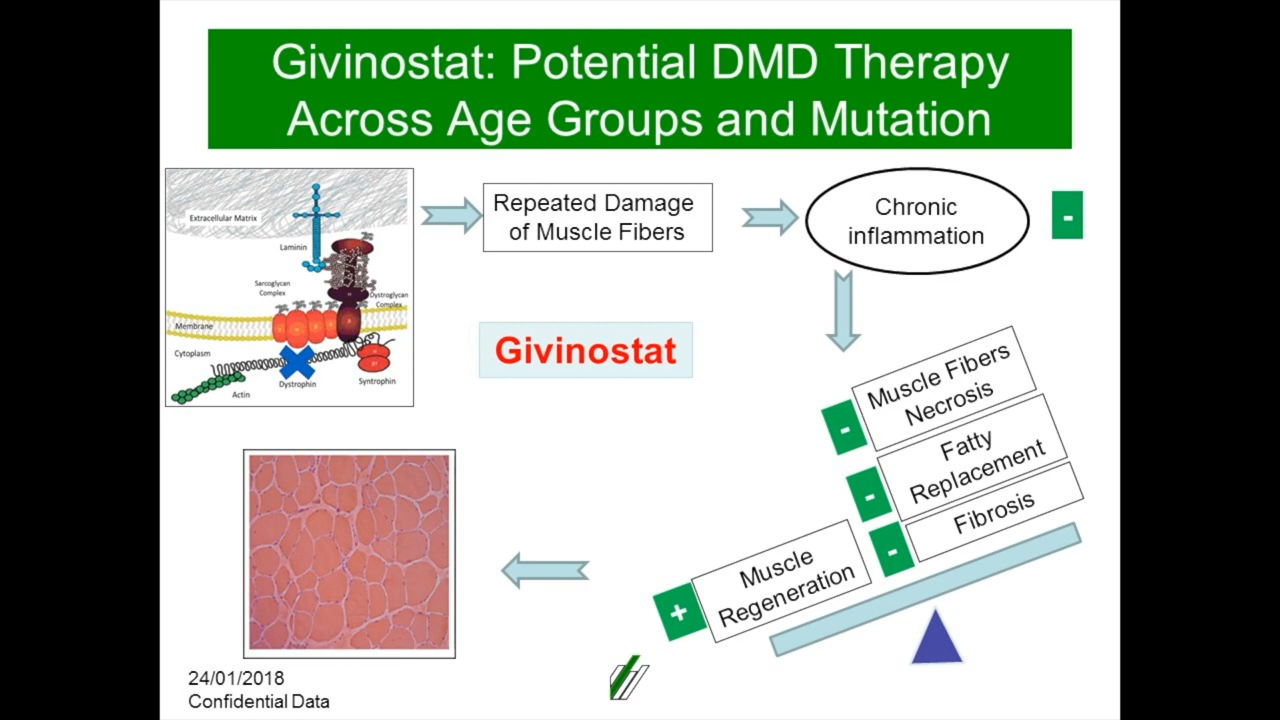 Givinostat: Potential DMD Therapy
Across Age Groups and Mutation
Extracellular Matrix
Laminin
Sarcoglycan
Complex
Dystroglycan
Complex
Membrane
Cytoplasm
Dystrophin
Syntrophin
Actin
Repeated Damage
of Muscle Fibers
Chronic
inflammation
-
Givinostat
Muscle Fibers
Necrosis
-
Fatty
Replacement
-
Fibrosis
-
Muscle
Regeneration
+
24/01/2018
Confidential Data